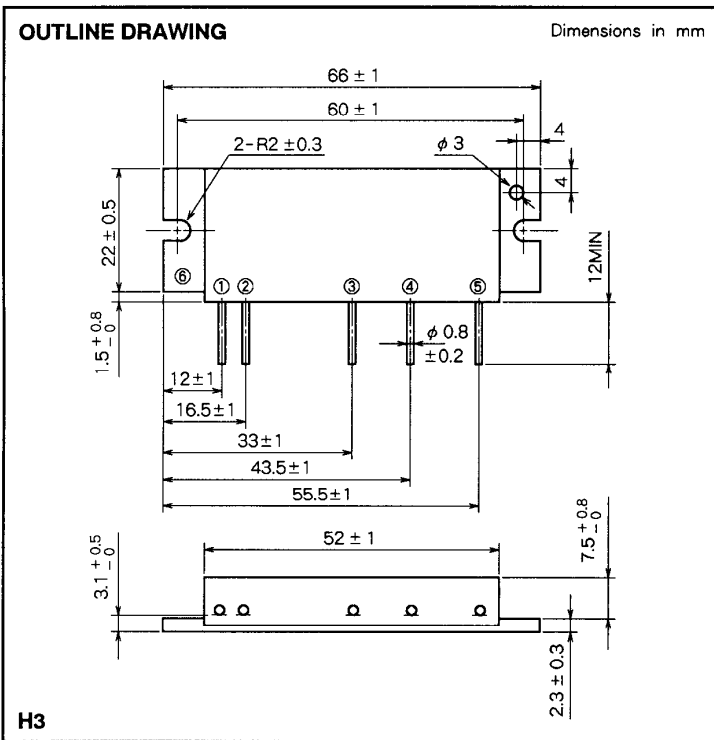 OUTLINE DRAWING
Dimensions in mm
66 ± 1
60 ± 1
4
2-R2 ±0.3
φ 3
4
22 ± 0.5
12MIN
⑥
①
②
③
④
⑤
1.5 +0.8 -0
φ 0.8
±0.2
12±1
16.5±1
33±1
43.5±1
55.5±1
3.1 +0.5 -0
52 ± 1
7.5 +0.8 -0
2.3 ± 0.3
H3